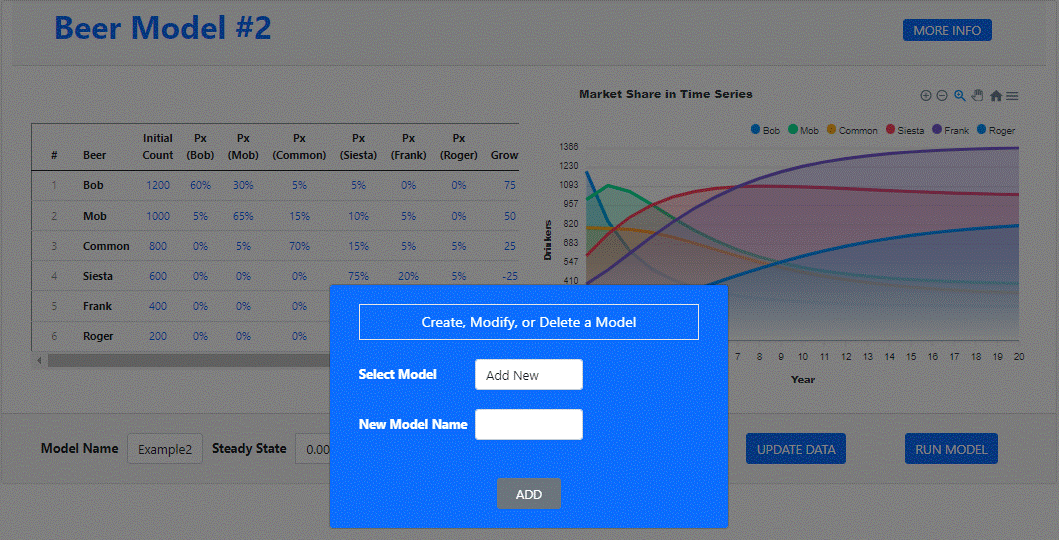 Beer Model #2
MORE INFO
Market Share in Time Series
Bob Mob Common Siesta Frank Roger
# Beer Initial Count Px (Bob) Px (Mob) Px (Common) Px (Siesta) Px (Frank) Px (Roger) Grow
1 Bob 1200 60% 30% 5% 5% 0% 0% 75
2 Mob 1000 5% 65% 15% 10% 5% 0% 50
3 Common 800 0% 5% 70% 15% 5% 5% 25
4 Siesta 600 0% 0% 0% 75% 20% 5% -25
5 Frank 400 0% 0% 0%
6 Roger 200 0% 0% 0%
1366
1230
1093
957
820
683
547
410
Drinkers
7 8 9 10 11 12 13 14 15 16 17 18 19 20
Year
Create, Modify, or Delete a Model
Select Model Add New
New Model Name
ADD
Model Name Example2 Steady State 0.00
UPDATE DATA
RUN MODEL